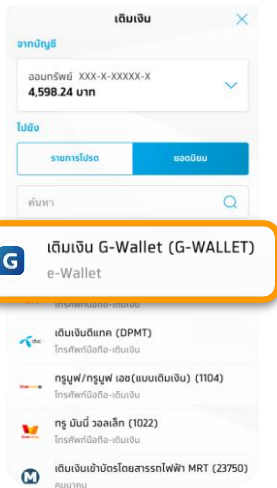 เติมเงิน
จากบัญชี
ออมทรัพย์ XXX-X-XXXXX-X
4,598.24 บาท
ไปยัง
รายการโปรด
ยอดนิยม
ค้นหา
G
เติมเงิน G-Wallet (G-WALLET)
e-Wallet
โทรศัพท์มือถือ-เติมเงิน
dtac
เติมเงินดีแทค (DPMT)
โทรศัพท์มือถือ-เติมเงิน
ทรูมูฟ/ทรูมูฟ เอช(แบบเติมเงิน) (1104)
โทรศัพท์มือถือ-เติมเงิน
ทรู มันนี่ วอลเล็ท (1022)
โทรศัพท์มือถือ-เติมเงิน
เติมเงินเข้าบัตรโดยสารรถไฟฟ้า MRT (23750)
คมนาคม